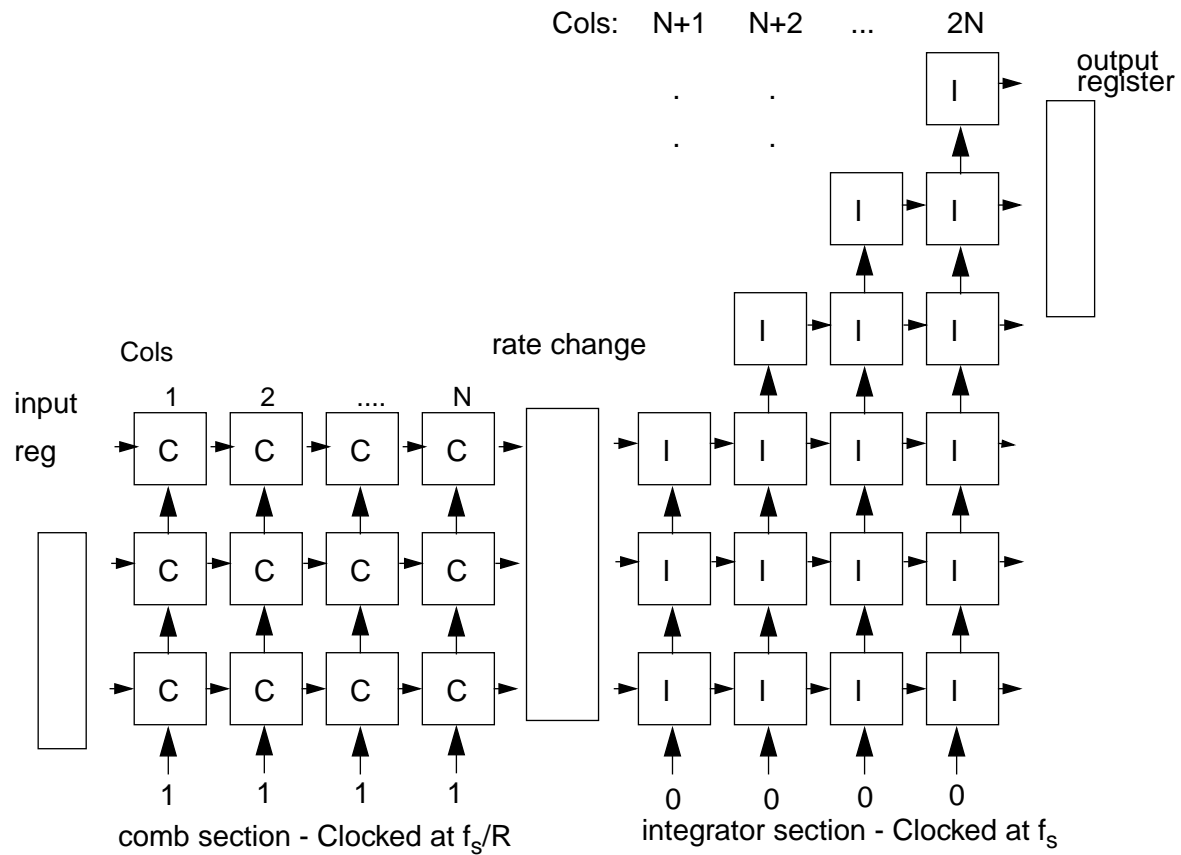 Cols: N+1 N+2 ... 2N
output
register
I
. .
. .
I I
I I I
rate change
Cols
input
1 2 .... N
reg
C C C C I I I I
C C C C I I I I
C C C C I I I I
1 1 1 1 0 0 0 0
comb section - Clocked at fs/R
integrator section - Clocked at fs